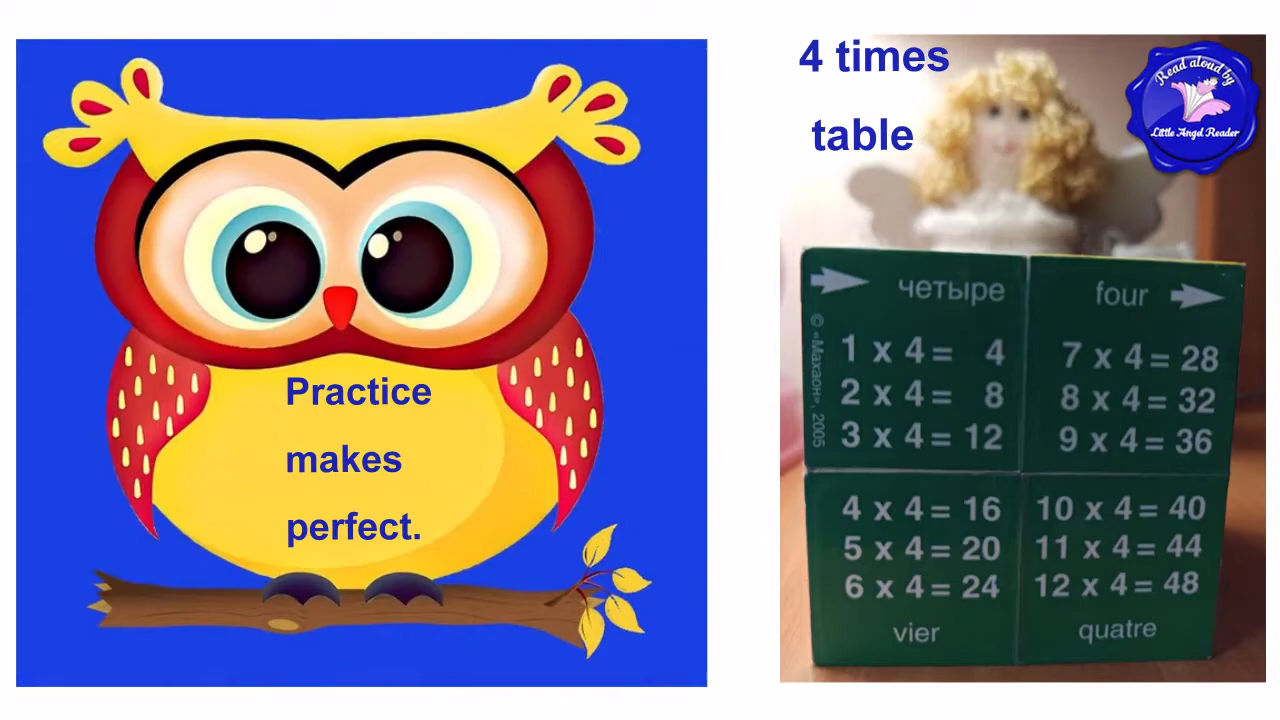 Practice
makes
perfect.
4 times
table
Read aloud by
Little Angel Reader
четыре
1 x 4 = 4
2 x 4 = 8
3 x 4 = 12
© «Махаон», 2005
four
7 x 4 = 28
8 x 4 = 32
9 x 4 = 36
4 x 4 = 16
5 x 4 = 20
6 x 4 = 24
vier
10 x 4 = 40
11 x 4 = 44
12 x 4 = 48
quatre